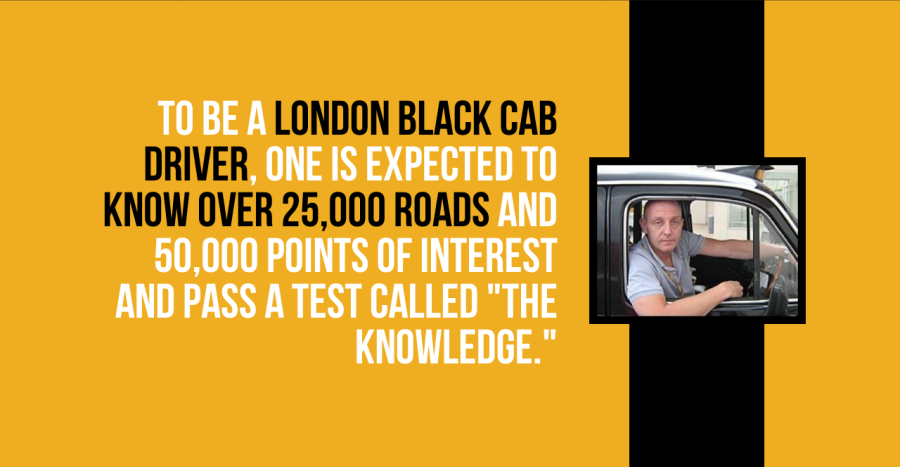 TO BE A LONDON BLACK CAB
DRIVER, ONE IS EXPECTED TO
KNOW OVER 25,000 ROADS AND
50,000 POINTS OF INTEREST
AND PASS A TEST CALLED "THE
KNOWLEDGE."